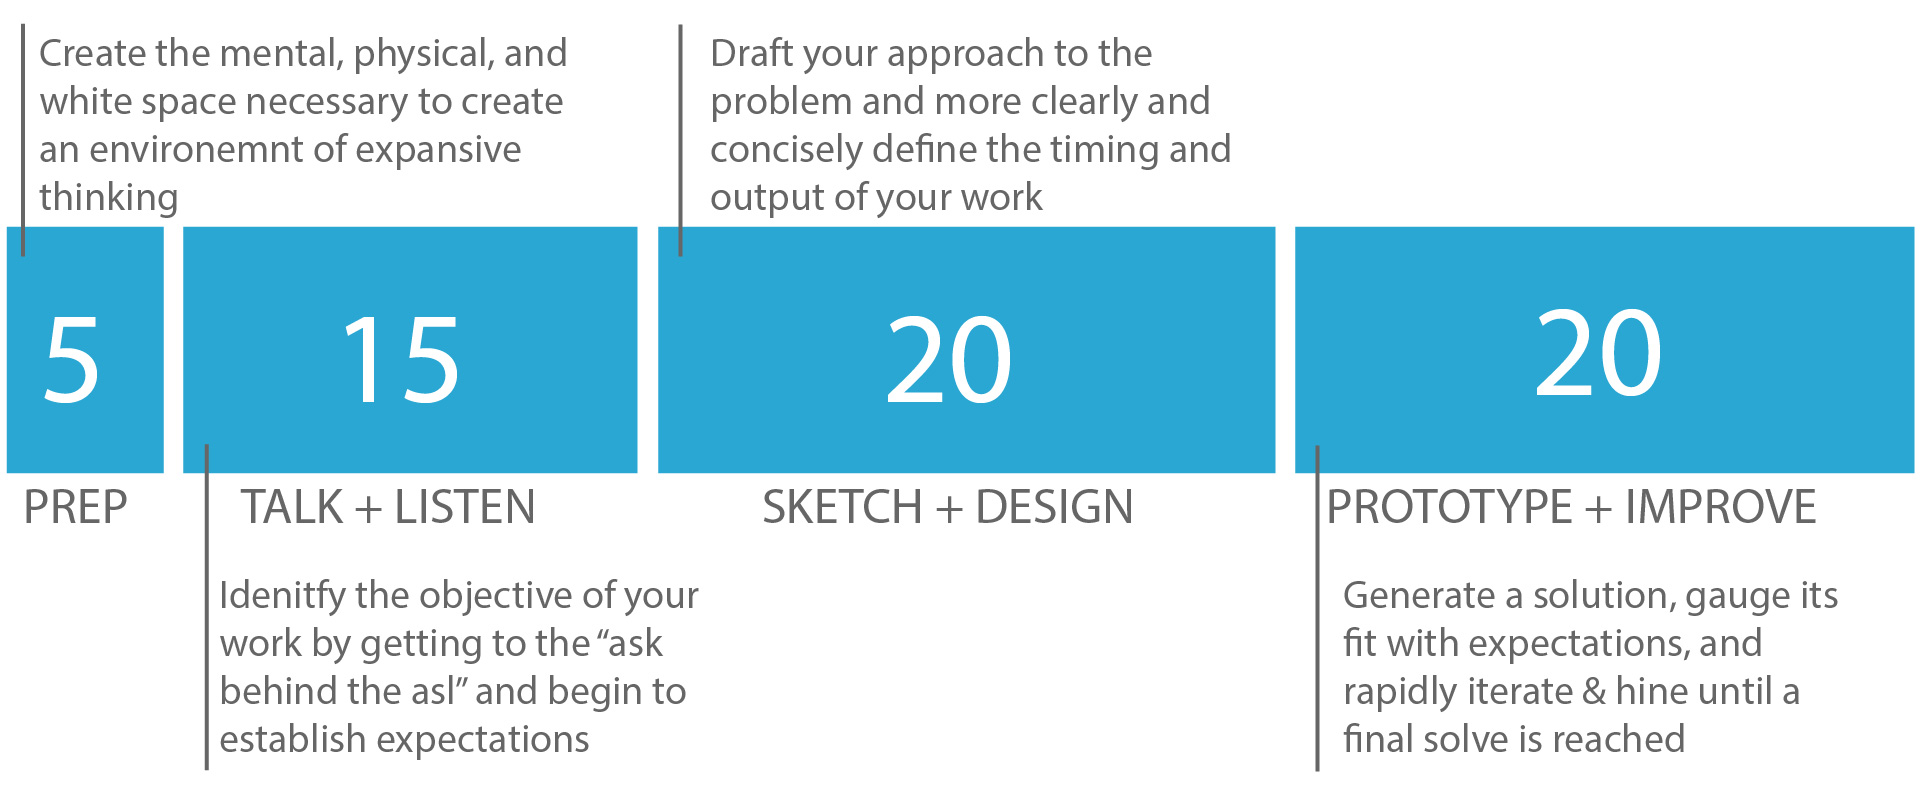 Create the mental, physical, and
white space necessary to create
an environemnt of expansive
thinking
Draft your approach to the
problem and more clearly and
concisely define the timing and
output of your work
5
15
20
20
PREP
TALK + LISTEN
SKETCH + DESIGN
PROTOTYPE + IMPROVE
Idenitfy the objective of your
work by getting to the “ask
behind the asl” and begin to
establish expectations
Generate a solution, gauge its
fit with expectations, and
rapidly iterate & hine until a
final solve is reached